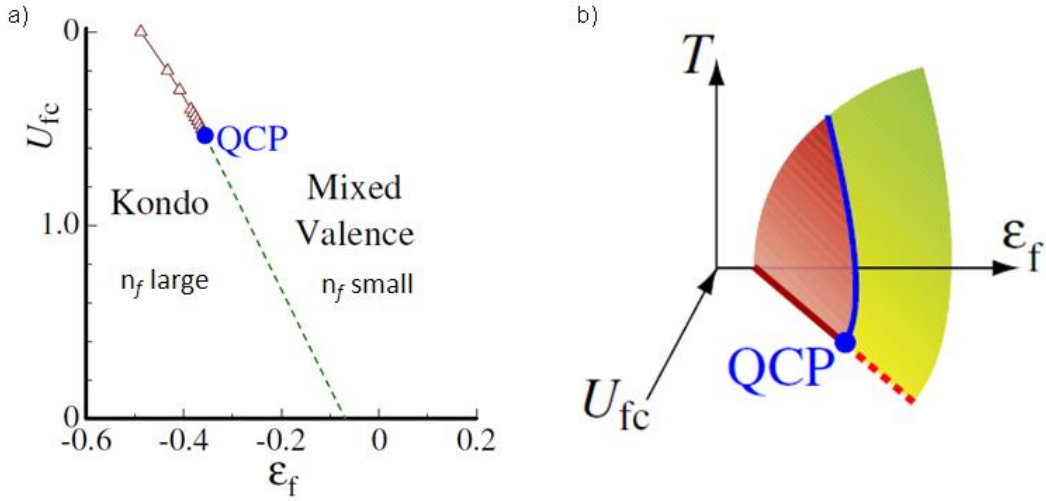 a)
0
U_fc
QCP
Kondo
Mixed
Valence
1.0
n_f large
n_f small
0
-0.6 -0.4 -0.2 0 0.2
ε_f
b)
T
ε_f
QCP
U_fc